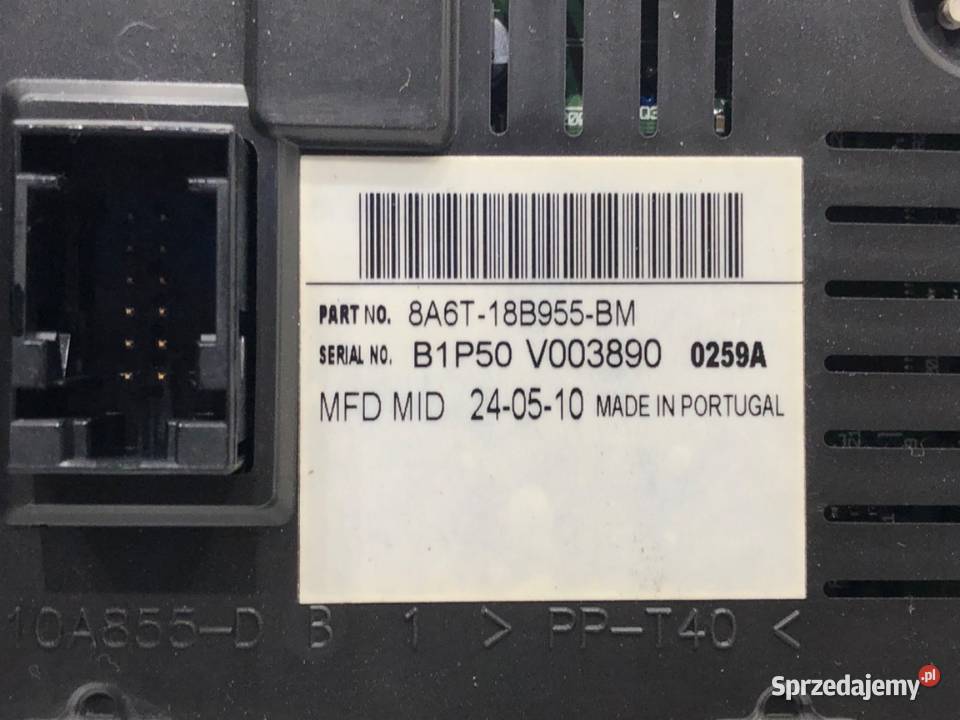 Q3
PART NO. 8A6T-18B955-BM
SERIAL NO. B1P50 V003890 0259A
MFD MID 24-05-10 MADE IN PORTUGAL
10A855-D B 1 > PP-T40 <
Sprzedajemy.pl